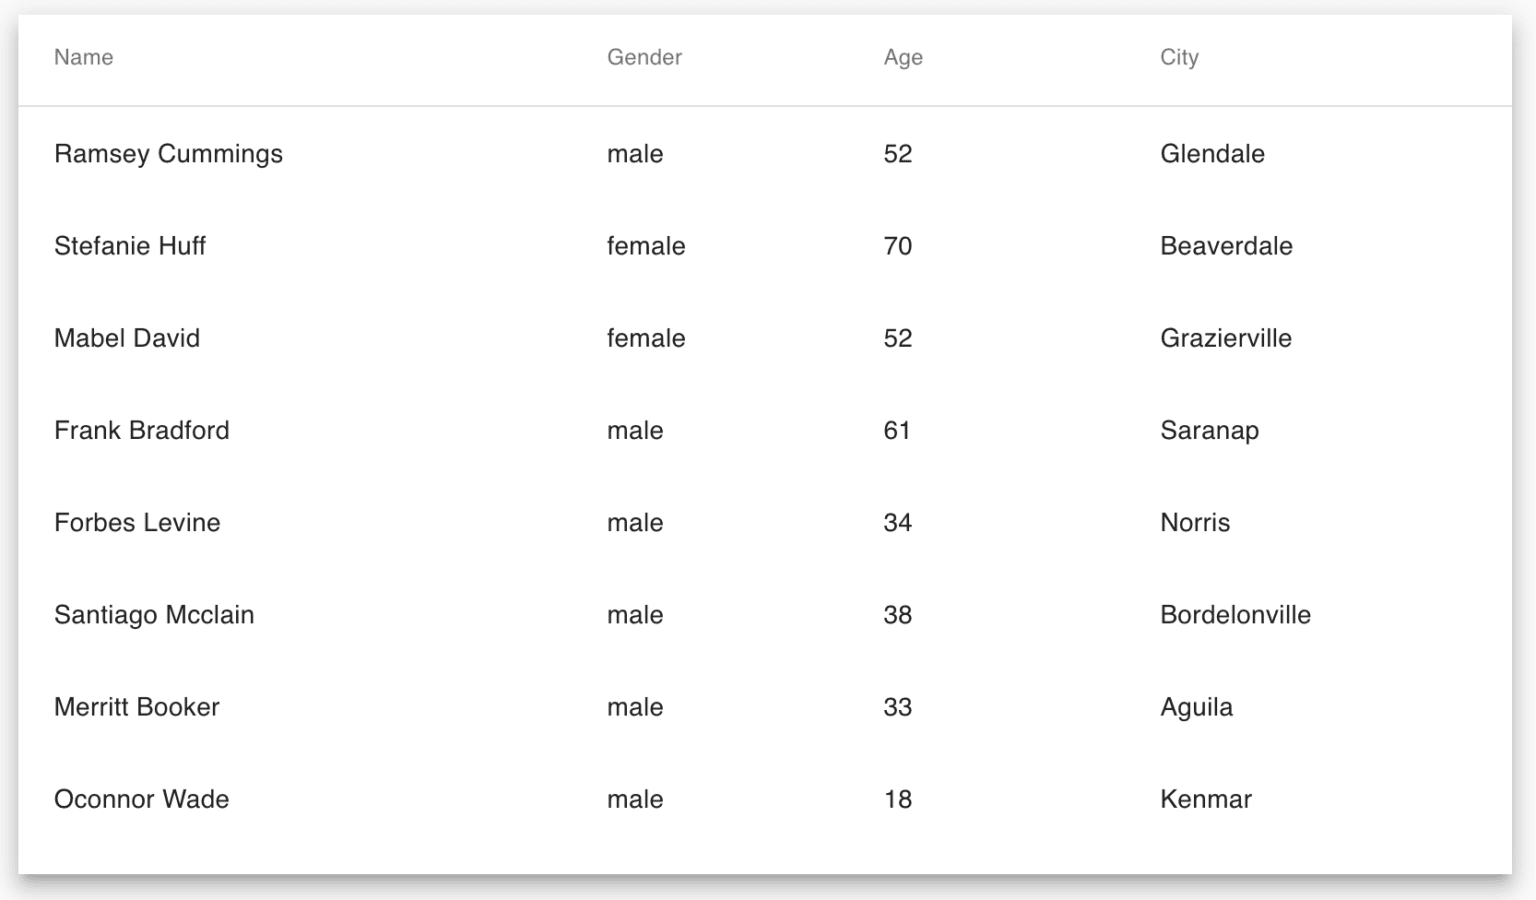 Name Gender Age City
Ramsey Cummings male 52 Glendale
Stefanie Huff female 70 Beaverdale
Mabel David female 52 Grazierville
Frank Bradford male 61 Saranap
Forbes Levine male 34 Norris
Santiago Mcclain male 38 Bordelonville
Merritt Booker male 33 Aguila
Oconnor Wade male 18 Kenmar